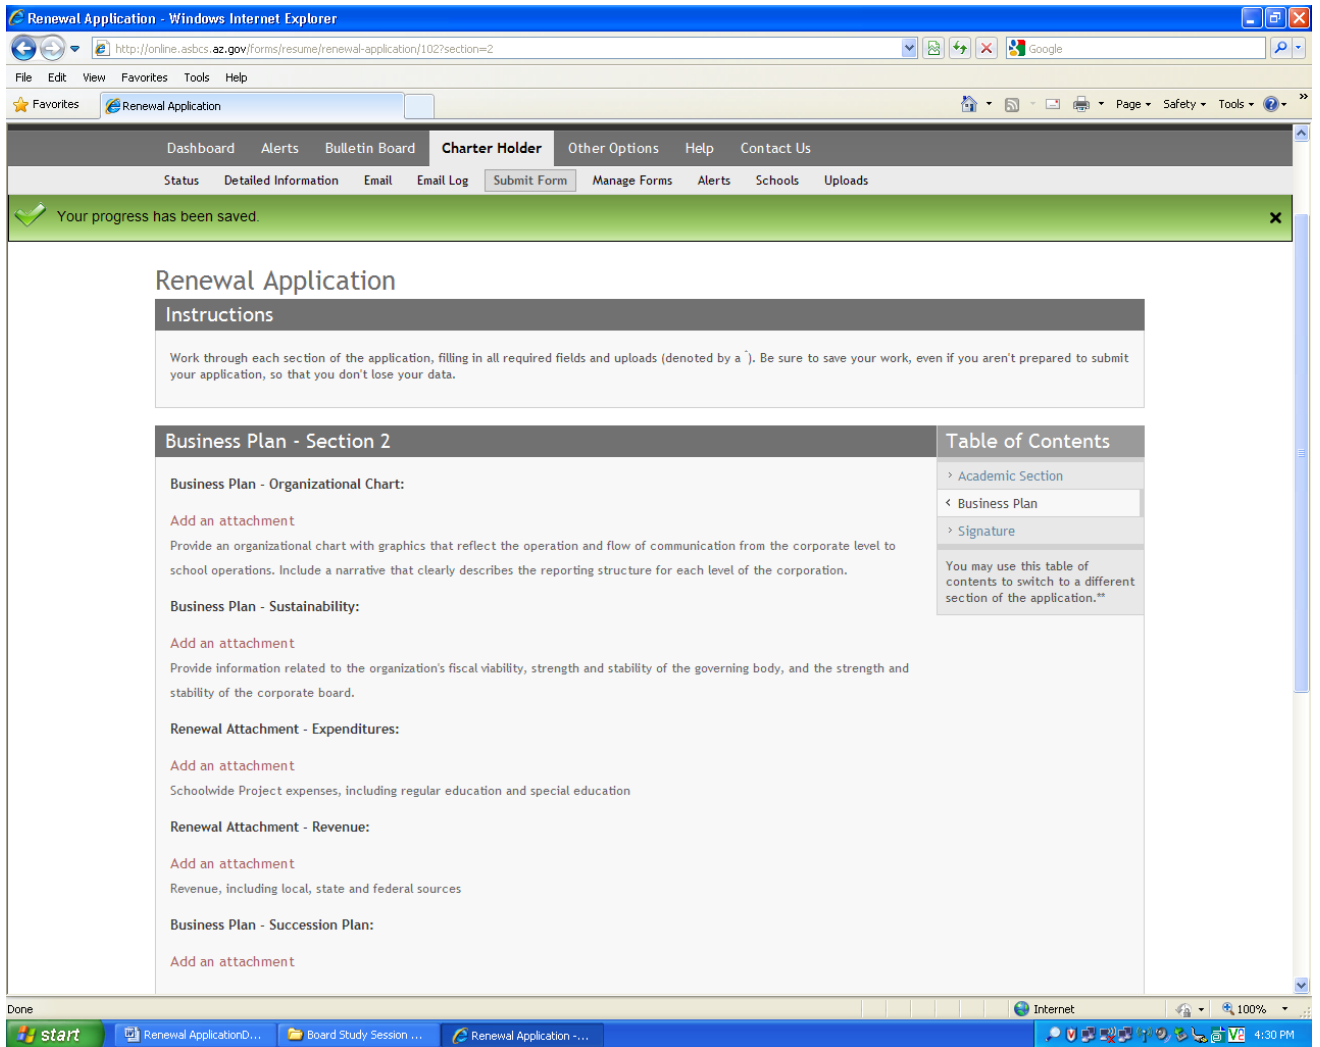 Renewal Application - Windows Internet Explorer
http://online.asbcs.az.gov/forms/resume/renewal-application/102?section=2
Google
File Edit View Favorites Tools Help
Favorites Renewal Application Page Safety Tools
Dashboard Alerts Bulletin Board Charter Holder Other Options Help Contact Us
Status Detailed Information Email Email Log Submit Form Manage Forms Alerts Schools Uploads
Your progress has been saved.
Renewal Application
Instructions
Work through each section of the application, filling in all required fields and uploads (denoted by a *). Be sure to save your work, even if you aren't prepared to submit
your application, so that you don't lose your data.
Business Plan - Section 2
Business Plan - Organizational Chart:
Add an attachment
Provide an organizational chart with graphics that reflect the operation and flow of communication from the corporate level to
school operations. Include a narrative that clearly describes the reporting structure for each level of the corporation.
Business Plan - Sustainability:
Add an attachment
Provide information related to the organization's fiscal viability, strength and stability of the governing body, and the strength and
stability of the corporate board.
Renewal Attachment - Expenditures:
Add an attachment
Schoolwide Project expenses, including regular education and special education
Renewal Attachment - Revenue:
Add an attachment
Revenue, including local, state and federal sources
Business Plan - Succession Plan:
Add an attachment
Table of Contents
› Academic Section
‹ Business Plan
› Signature
You may use this table of
contents to switch to a different
section of the application.**
Done Internet 100%
start Renewal ApplicationD... Board Study Session ... Renewal Application -... V2 4:30 PM